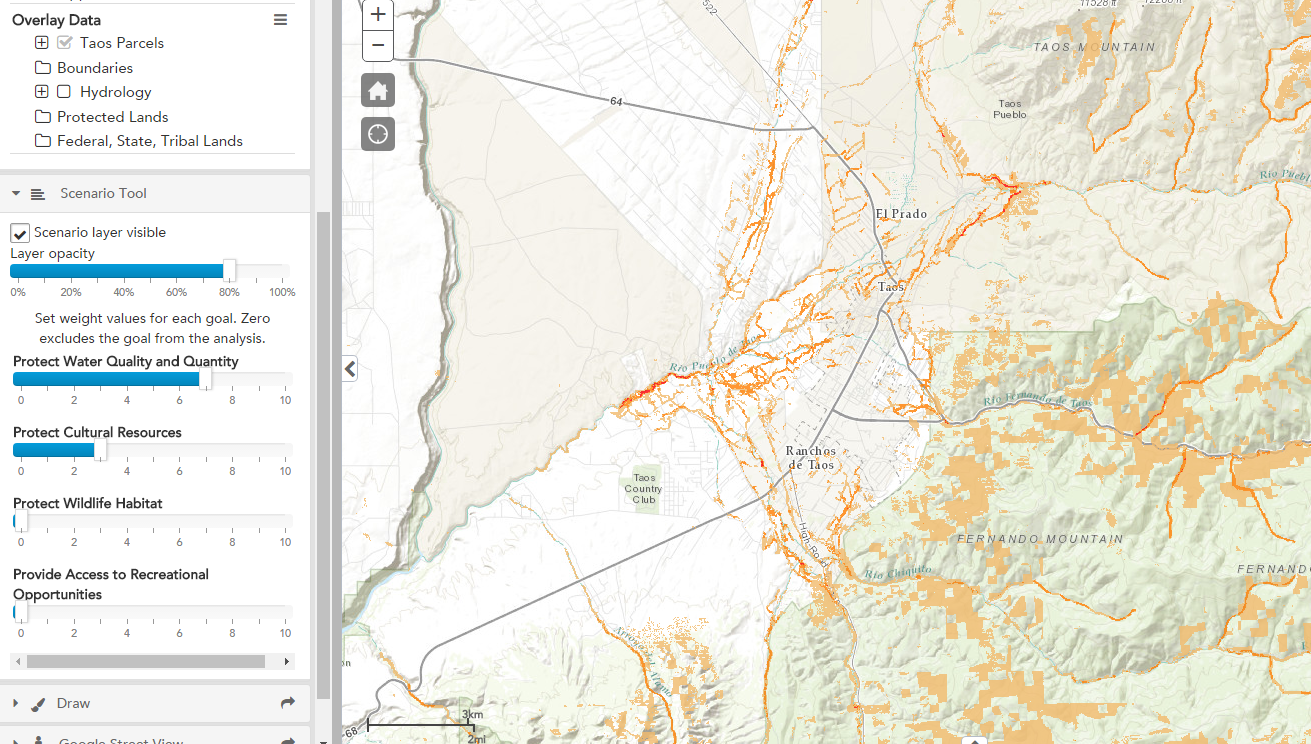 Overlay Data
Taos Parcels
Boundaries
Hydrology
Protected Lands
Federal, State, Tribal Lands
Scenario Tool
Scenario layer visible
Layer opacity
0% 20% 40% 60% 80% 100%
Set weight values for each goal. Zero
excludes the goal from the analysis.
Protect Water Quality and Quantity
0 2 4 6 8 10
Protect Cultural Resources
0 2 4 6 8 10
Protect Wildlife Habitat
0 2 4 6 8 10
Provide Access to Recreational
Opportunities
0 2 4 6 8 10
Draw
Google Street View
+
−
522
11528 ft
TAOS MOUNTAIN
64
Taos
Pueblo
Rio
El Prado
Taos
Rio Pueblo de Taos
Rio Fernando de Taos
Ranchos
de Taos
Taos
Country
Club
High Ro
FERNANDO MOUNTAIN
FERNAND
Rio Chiquito
Arroyo del Alamo
on
68
3km
2mi